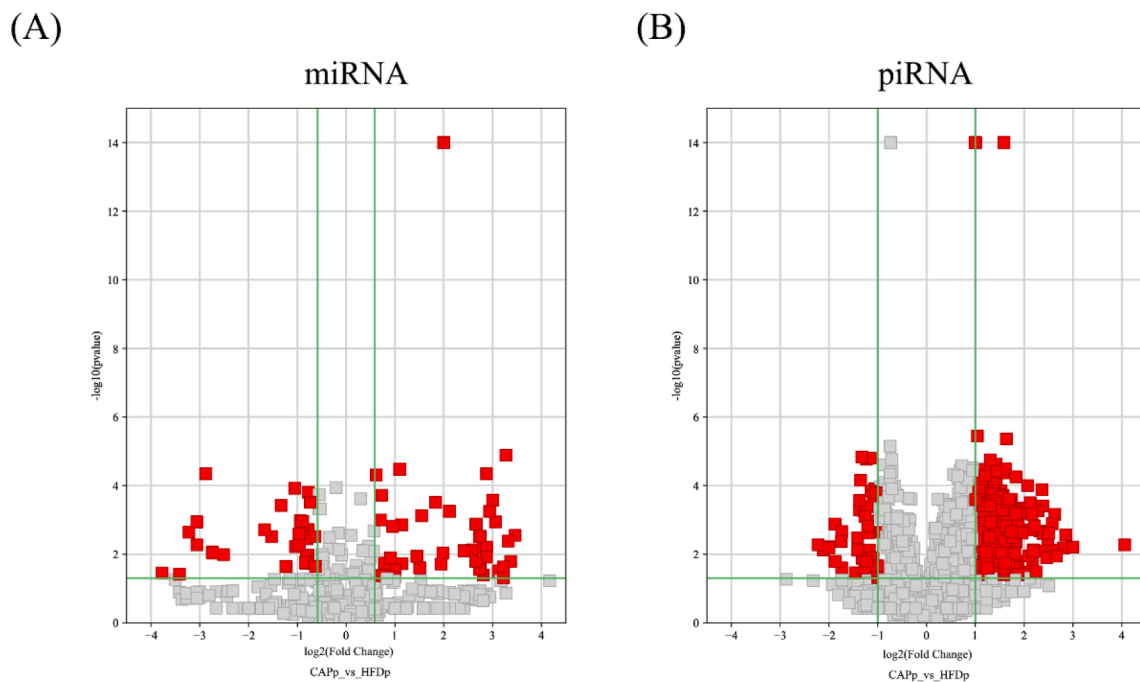 (A)
miRNA
-log10(pvalue)
14
12
10
8
6
4
2
0
−4 −3 −2 −1 0 1 2 3 4
log2(Fold Change)
CAPp_vs_HFDp
(B)
piRNA
-log10(pvalue)
14
12
10
8
6
4
2
0
−4 −3 −2 −1 0 1 2 3 4
log2(Fold Change)
CAPp_vs_HFDp